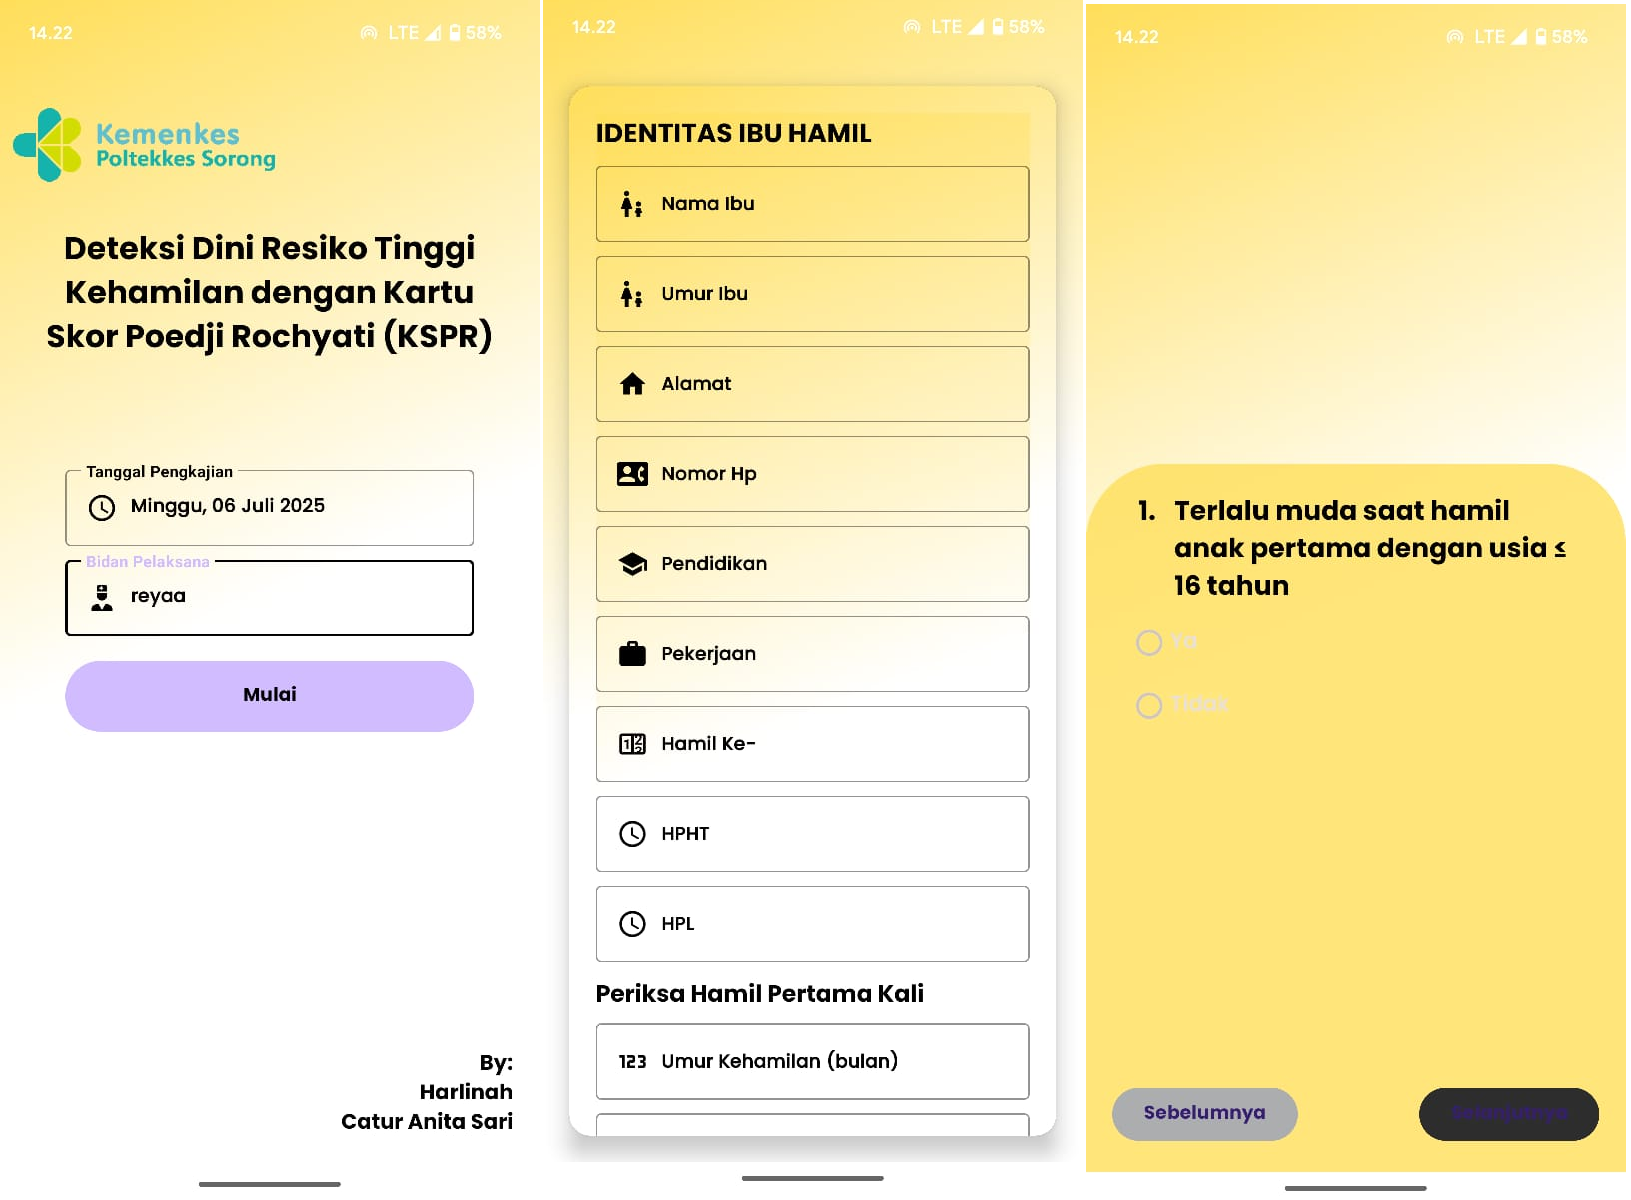 14.22
LTE 58%
Kemenkes
Poltekkes Sorong
Deteksi Dini Resiko Tinggi
Kehamilan dengan Kartu
Skor Poedji Rochyati (KSPR)
Tanggal Pengkajian
Minggu, 06 Juli 2025
Bidan Pelaksana
reyaa
Mulai
By:
Harlinah
Catur Anita Sari
14.22
LTE 58%
IDENTITAS IBU HAMIL
Nama Ibu
Umur Ibu
Alamat
Nomor Hp
Pendidikan
Pekerjaan
Hamil Ke-
HPHT
HPL
Periksa Hamil Pertama Kali
123 Umur Kehamilan (bulan)
14.22
LTE 58%
1. Terlalu muda saat hamil
anak pertama dengan usia ≤
16 tahun
Ya
Tidak
Sebelumnya
Selanjutnya